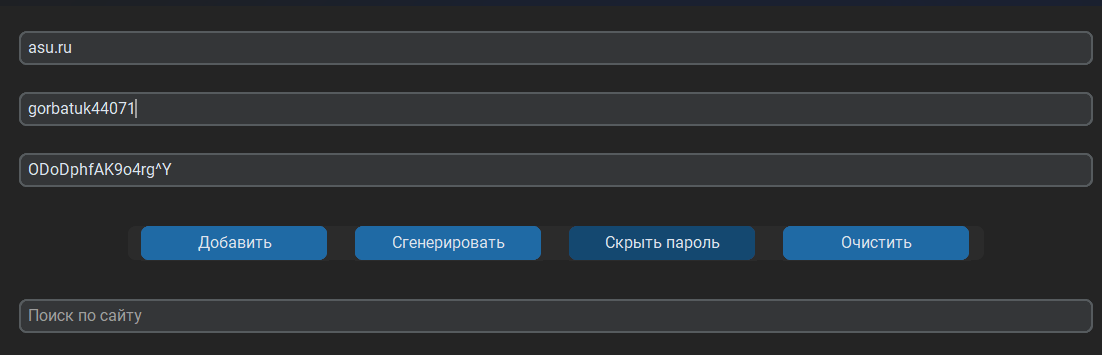 asu.ru
gorbatuk44071
ODoDphfAK9o4rg^Y
Добавить Сгенерировать Скрыть пароль Очистить
Поиск по сайту